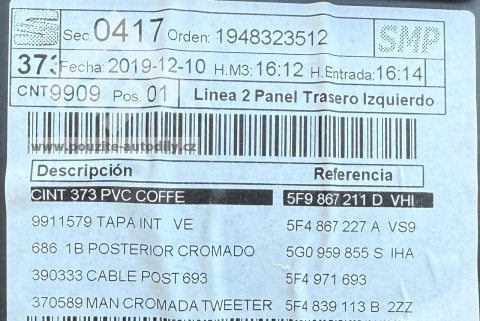 Sec. 0417 Orden: 1948323512 SMP
373 Fecha: 2019-12-10 H.M3: 16:12 H.Entrada: 16:14
CNT 9909 Pos. 01 Linea 2 Panel Trasero Izquierdo
www.pouzite-autodily.cz
Descripción Referencia
CINT 373 PVC COFFE 5F9 867 211 D VHI
9911579 TAPA INT VE 5F4 867 227 A VS9
686 1B POSTERIOR CROMADO 5G0 959 855 S IHA
390333 CABLE POST 693 5F4 971 693
370589 MAN CROMADA TWEETER 5F4 839 113 B 2ZZ